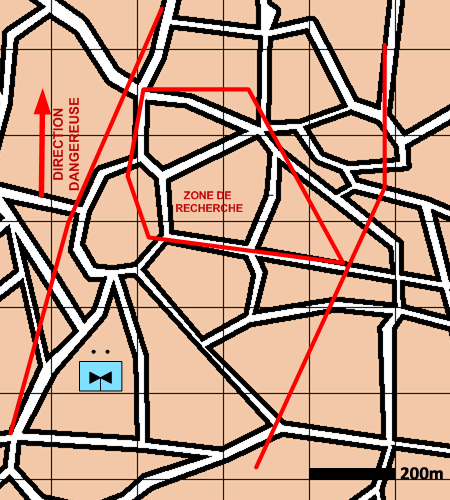 DIRECTION
DANGEREUSE
ZONE DE
RECHERCHE
200m